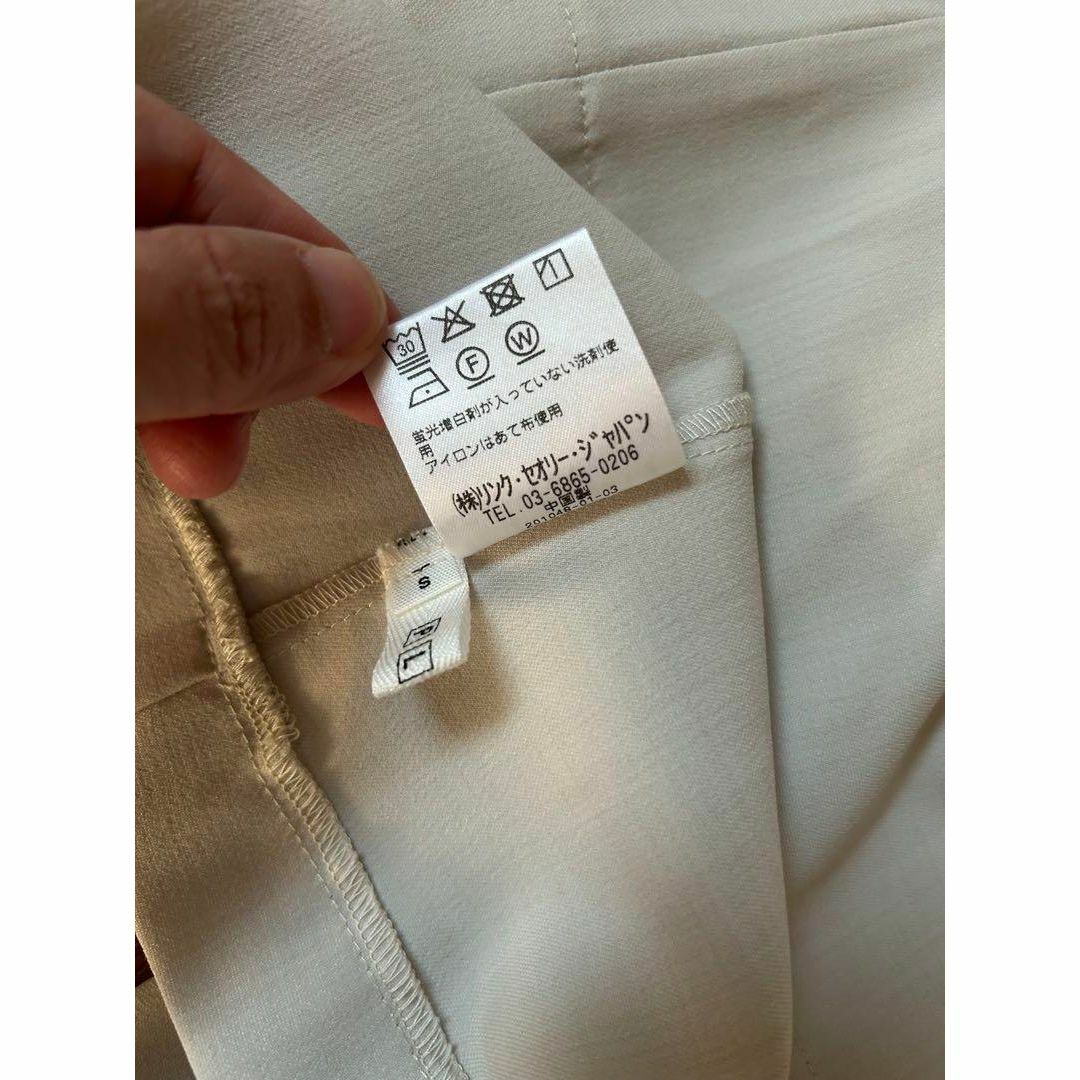 30
F W
蛍光増白剤が入っていない洗剤使
用
アイロンはあて布使用
(株)リンク・セオリー・ジャパン
TEL.03-6865-0206
中国製
S
P
L